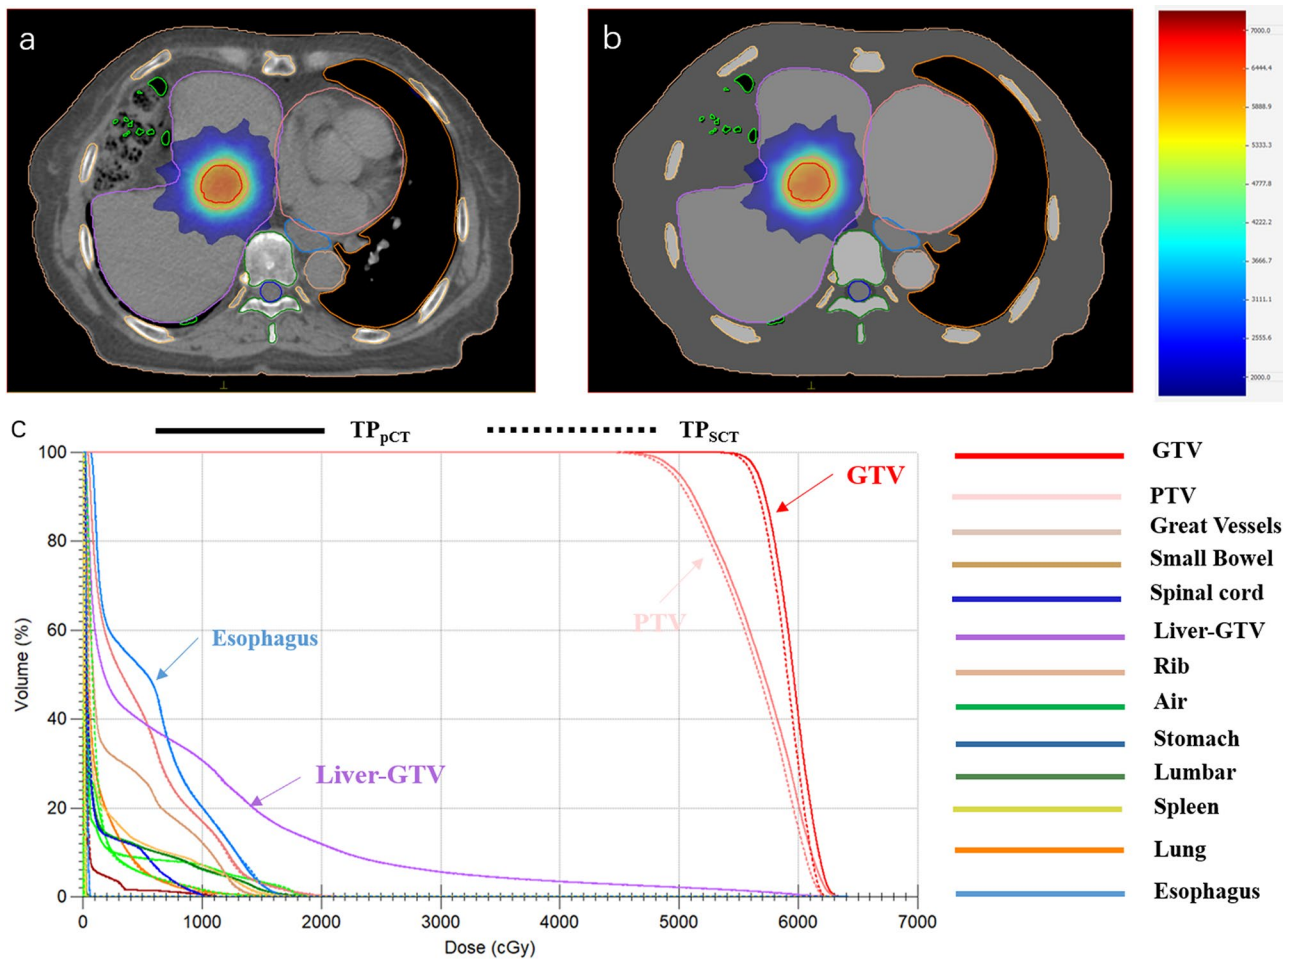 a
b
7000.0
6444.4
5888.9
5333.3
4777.8
4222.2
3666.7
3111.1
2555.6
2000.0
c
TPpCT
TPSCT
100
80
60
40
20
0
Volume (%)
GTV
PTV
Esophagus
Liver-GTV
0
1000
2000
3000
4000
5000
6000
7000
Dose (cGy)
GTV
PTV
Great Vessels
Small Bowel
Spinal cord
Liver-GTV
Rib
Air
Stomach
Lumbar
Spleen
Lung
Esophagus